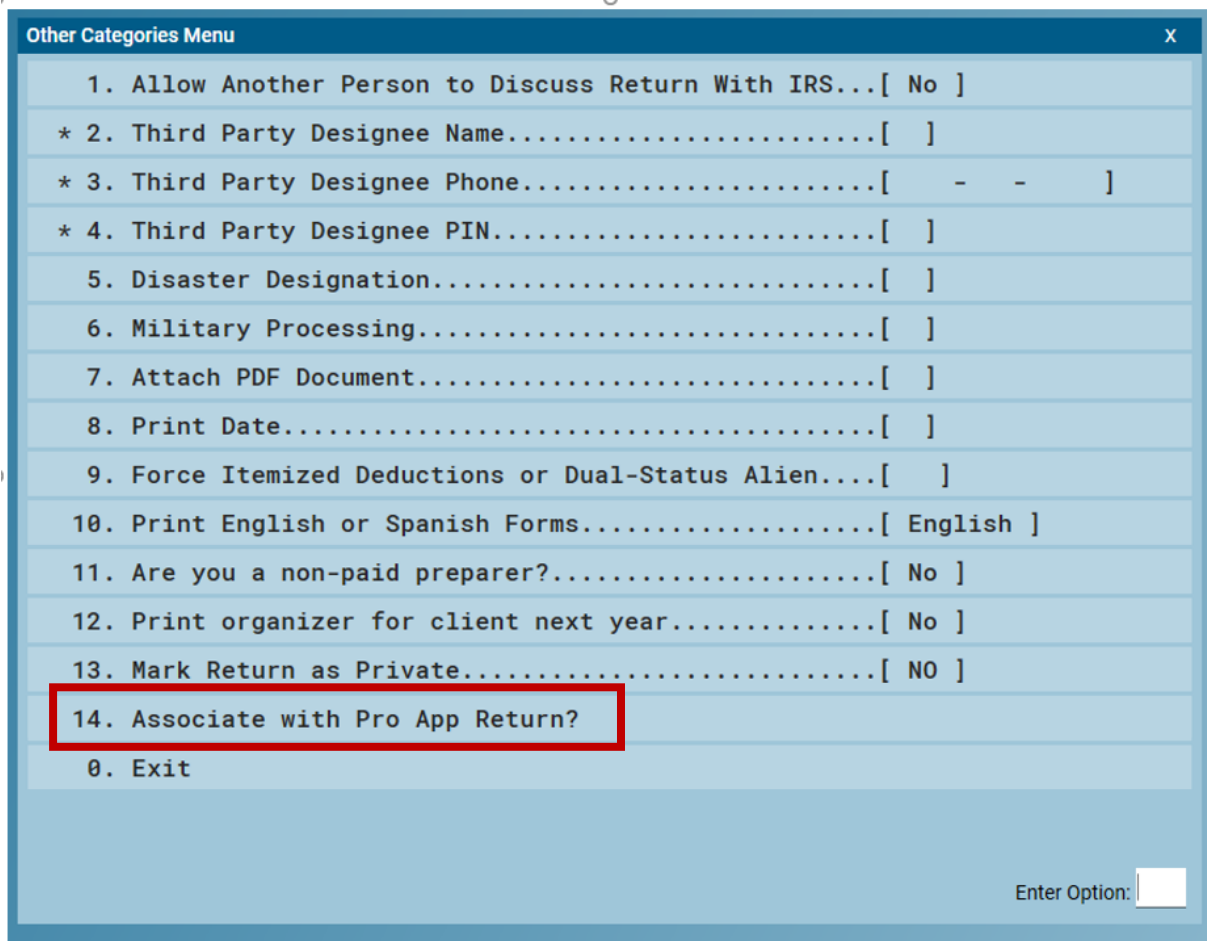 Other Categories Menu X
1. Allow Another Person to Discuss Return With IRS...[ No ]
* 2. Third Party Designee Name.........................[  ]
* 3. Third Party Designee Phone........................[    -   -     ]
* 4. Third Party Designee PIN..........................[  ]
5. Disaster Designation..............................[  ]
6. Military Processing...............................[  ]
7. Attach PDF Document...............................[  ]
8. Print Date........................................[  ]
9. Force Itemized Deductions or Dual-Status Alien....[   ]
10. Print English or Spanish Forms....................[ English ]
11. Are you a non-paid preparer?......................[ No ]
12. Print organizer for client next year..............[ No ]
13. Mark Return as Private............................[ NO ]
14. Associate with Pro App Return?
0. Exit
Enter Option: